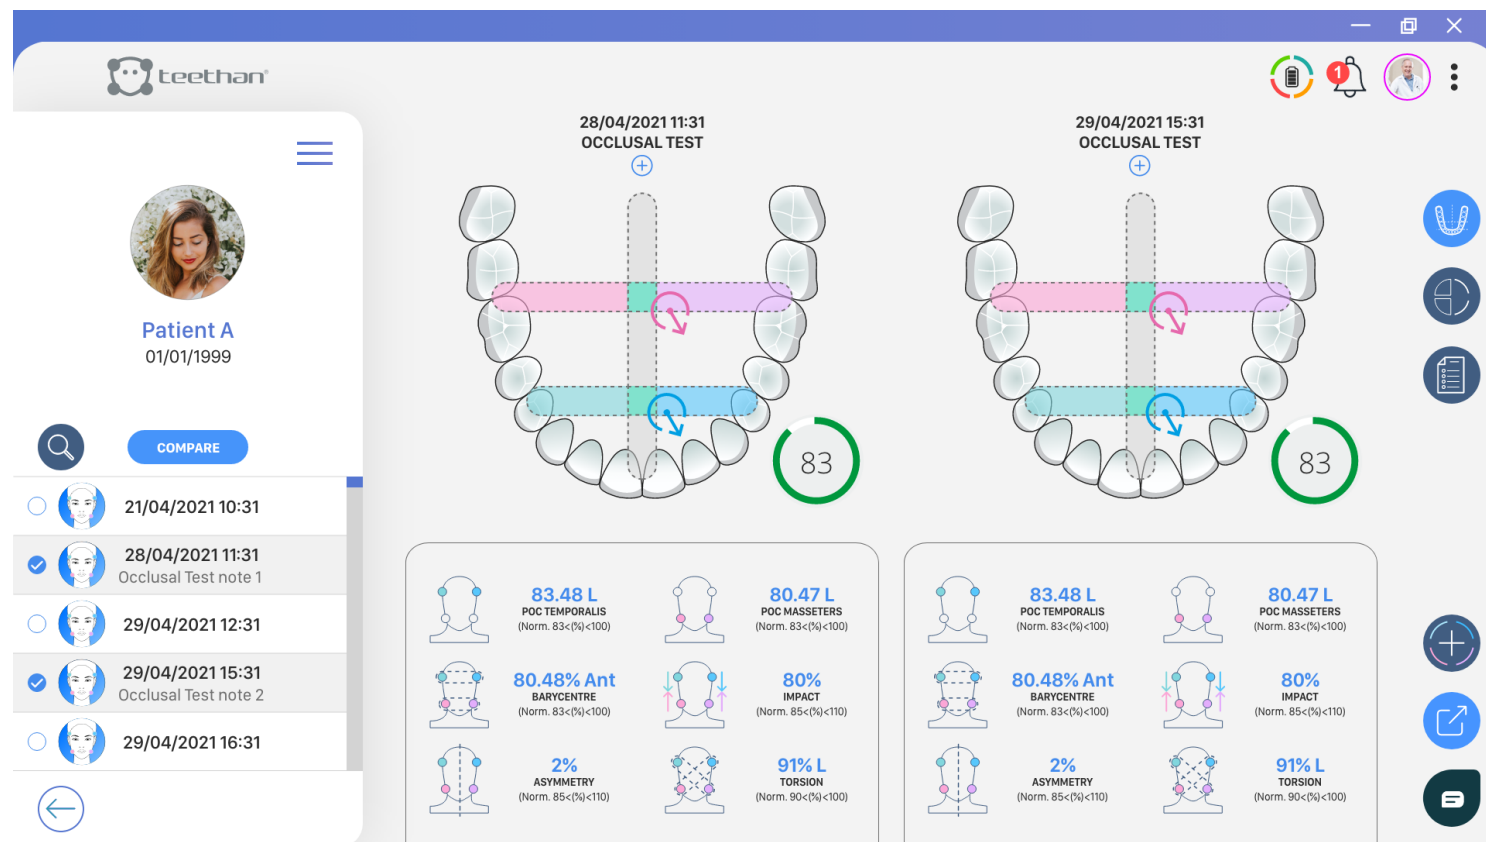 teethan®
1
28/04/2021 11:31
OCCLUSAL TEST
29/04/2021 15:31
OCCLUSAL TEST
Patient A
01/01/1999
COMPARE
21/04/2021 10:31
28/04/2021 11:31
Occlusal Test note 1
29/04/2021 12:31
29/04/2021 15:31
Occlusal Test note 2
29/04/2021 16:31
83
83
83.48 L
POC TEMPORALIS
(Norm. 83<(%)<100)
80.47 L
POC MASSETERS
(Norm. 83<(%)<100)
80.48% Ant
BARYCENTRE
(Norm. 83<(%)<100)
80%
IMPACT
(Norm. 85<(%)<110)
2%
ASYMMETRY
(Norm. 85<(%)<110)
91% L
TORSION
(Norm. 90<(%)<100)
83.48 L
POC TEMPORALIS
(Norm. 83<(%)<100)
80.47 L
POC MASSETERS
(Norm. 83<(%)<100)
80.48% Ant
BARYCENTRE
(Norm. 83<(%)<100)
80%
IMPACT
(Norm. 85<(%)<110)
2%
ASYMMETRY
(Norm. 85<(%)<110)
91% L
TORSION
(Norm. 90<(%)<100)